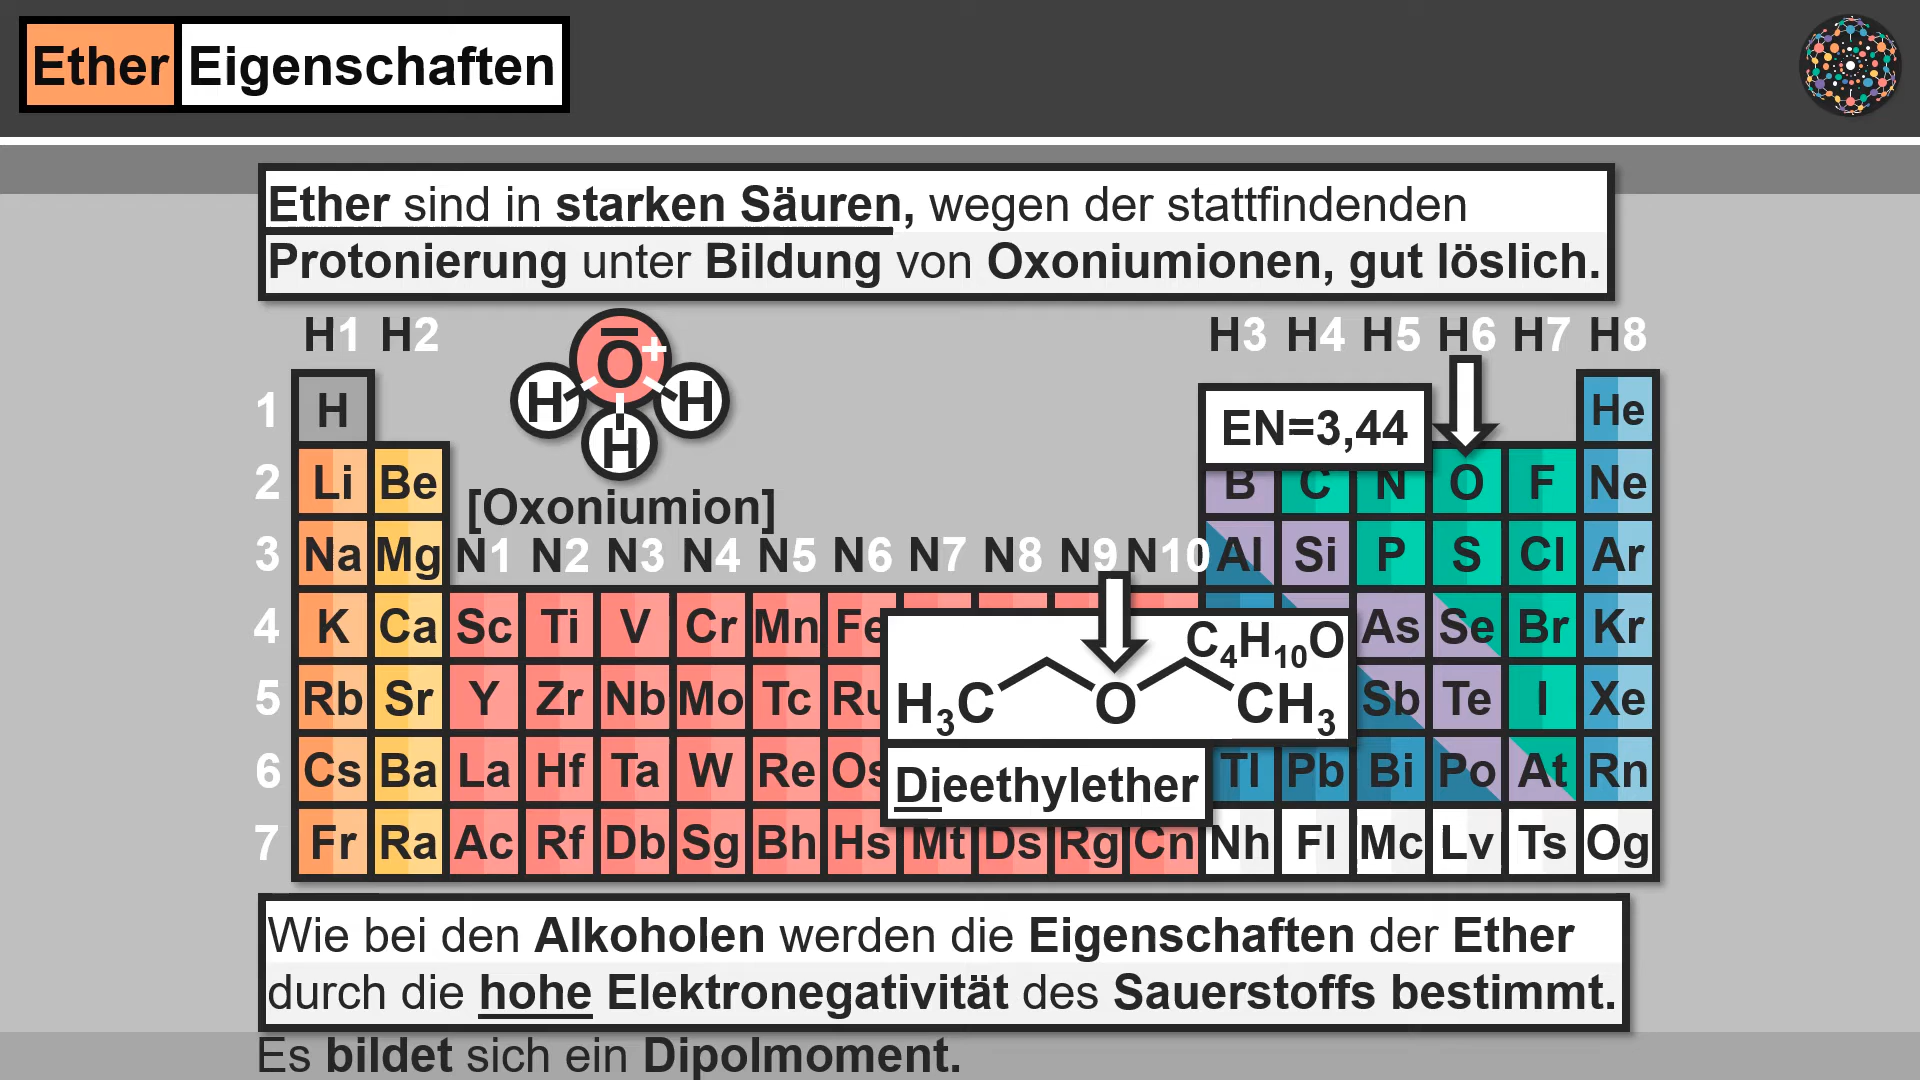 Ether Eigenschaften
Ether sind in starken Säuren, wegen der stattfindenden
Protonierung unter Bildung von Oxoniumionen, gut löslich.
H1 H2 H3 H4 H5 H6 H7 H8
O +
H H
H
[Oxoniumion]
EN=3,44
1 H He
2 Li Be B C N O F Ne
3 Na Mg N1 N2 N3 N4 N5 N6 N7 N8 N9 N10 Al Si P S Cl Ar
4 K Ca Sc Ti V Cr Mn Fe As Se Br Kr
5 Rb Sr Y Zr Nb Mo Tc Ru Sb Te I Xe
6 Cs Ba La Hf Ta W Re Os Tl Pb Bi Po At Rn
7 Fr Ra Ac Rf Db Sg Bh Hs Mt Ds Rg Cn Nh Fl Mc Lv Ts Og
C4H10O
H3C O CH3
Dieethylether
Wie bei den Alkoholen werden die Eigenschaften der Ether
durch die hohe Elektronegativität des Sauerstoffs bestimmt.
Es bildet sich ein Dipolmoment.